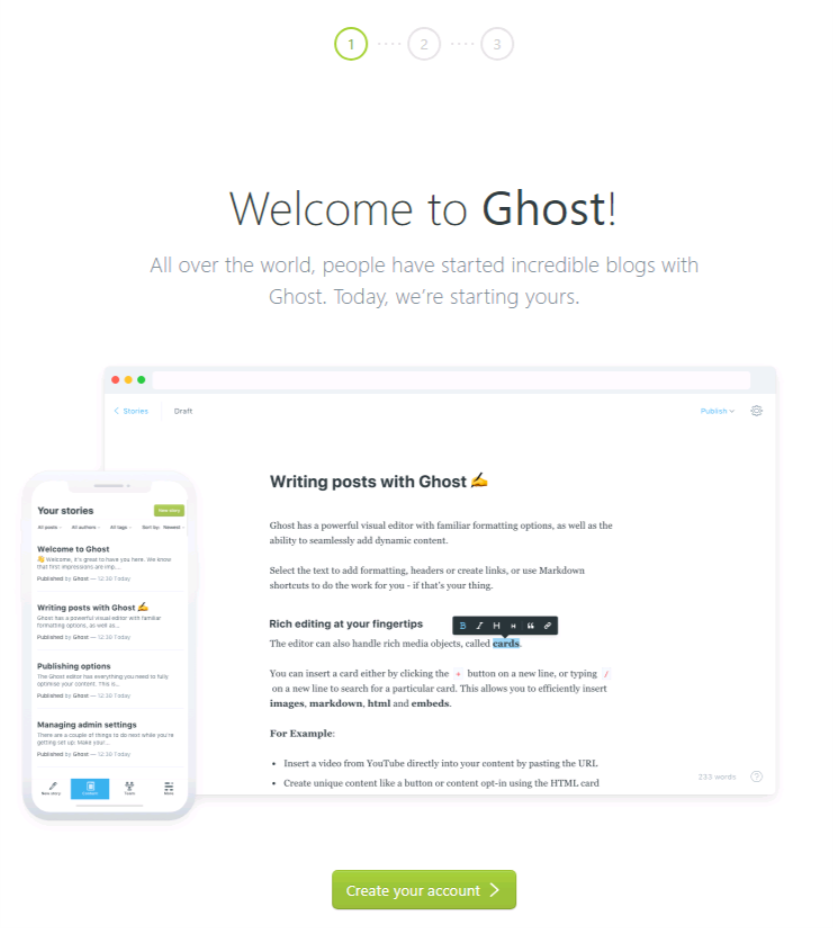 1
2
3
Welcome to Ghost!
All over the world, people have started incredible blogs with
Ghost. Today, we’re starting yours.
Stories
Draft
Publish
Writing posts with Ghost ✍️
Ghost has a powerful visual editor with familiar formatting options, as well as the
ability to seamlessly add dynamic content.
Select the text to add formatting, headers or create links, or use Markdown
shortcuts to do the work for you - if that's your thing.
Rich editing at your fingertips
B I H H “
The editor can also handle rich media objects, called cards.
You can insert a card either by clicking the + button on a new line, or typing /
on a new line to search for a particular card. This allows you to efficiently insert
images, markdown, html and embeds.
For Example:
• Insert a video from YouTube directly into your content by pasting the URL
• Create unique content like a button or content opt-in using the HTML card
233 words
?
Your stories
New story
All posts
All authors
All tags
Sort by: Newest
Welcome to Ghost
👋 Welcome, it's great to have you here. We know
that first impressions are imp...
Published by Ghost — 12:30 Today
Writing posts with Ghost ✍️
Ghost has a powerful visual editor with familiar
formatting options, as well as...
Published by Ghost — 12:30 Today
Publishing options
The Ghost editor has everything you need to fully
optimise your content. This is...
Published by Ghost — 12:30 Today
Managing admin settings
There are a couple of things to do next while you're
getting set up. Make your...
Published by Ghost — 12:30 Today
New story
Content
Team
More
Create your account